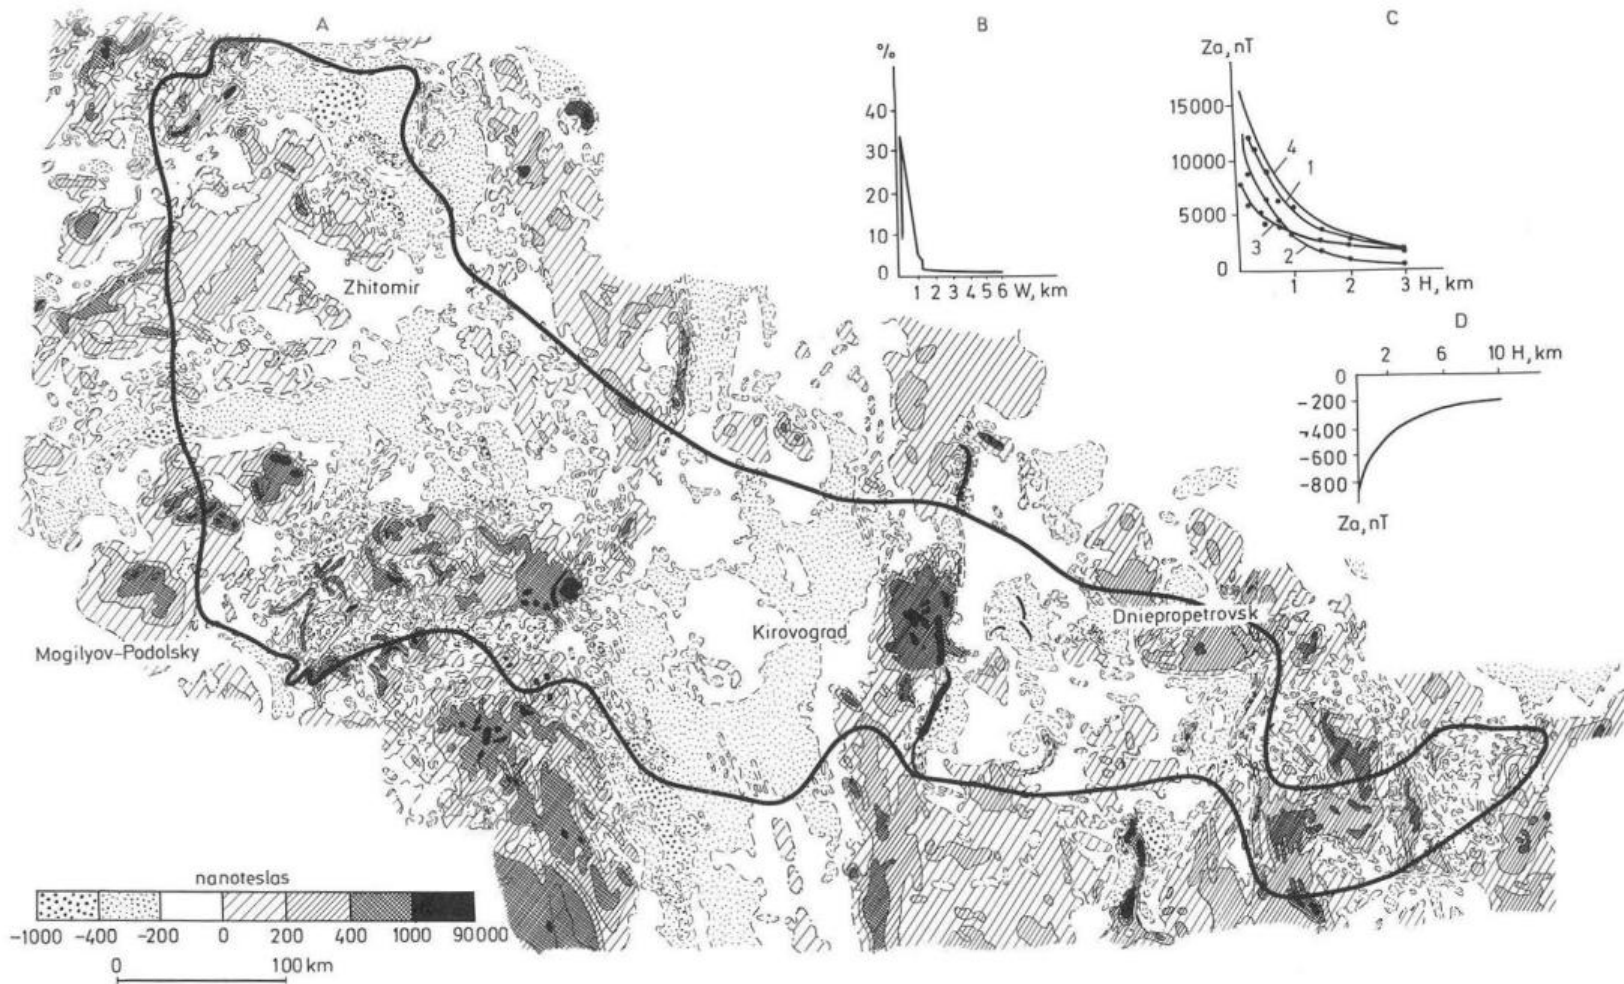 A
B
C
%
40
30
20
10
0
1 2 3 4 5 6 W, km
Za, nT
15000
10000
5000
0
4
1
3
2
1 2 3 H, km
D
2 6 10 H, km
0
-200
-400
-600
-800
Za, nT
Zhitomir
Kirovograd
Dniepropetrovsk
Mogilyov-Podolsky
nanoteslas
-1000 -400 -200 0 200 400 1000 90 000
0 100 km